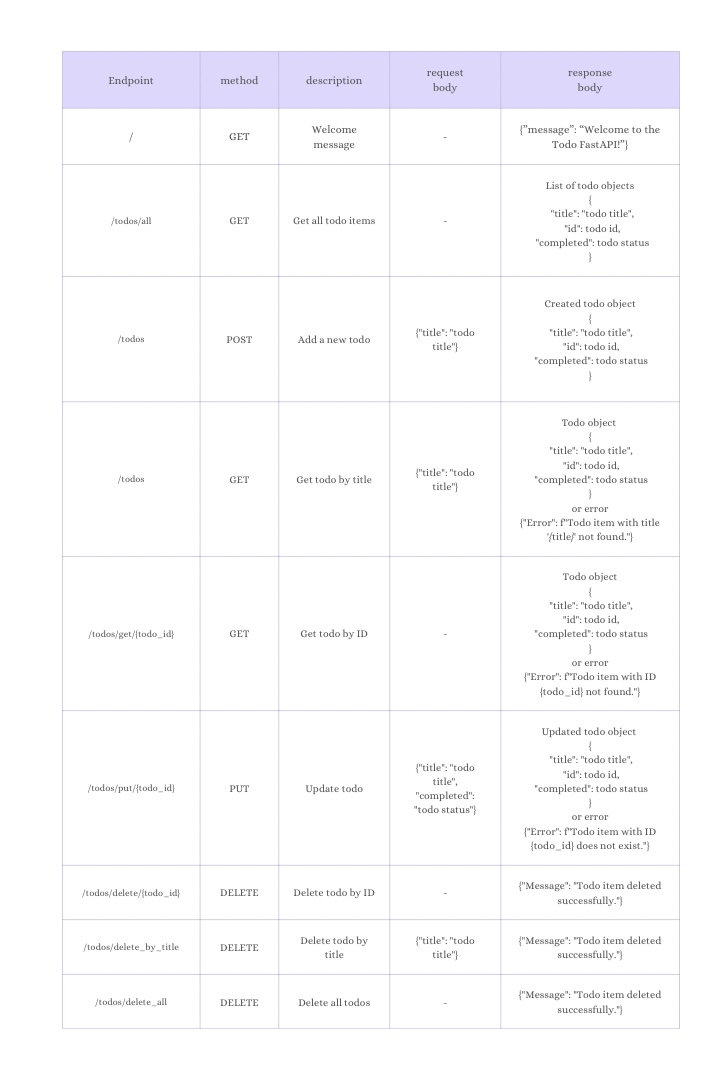 Endpoint
method
description
request
body
response
body
/
GET
Welcome
message
-
{”message”: “Welcome to the
Todo FastAPI!”}
/todos/all
GET
Get all todo items
-
List of todo objects
{
"title": "todo title",
"id": todo id,
"completed": todo status
}
/todos
POST
Add a new todo
{"title": "todo
title"}
Created todo object
{
"title": "todo title",
"id": todo id,
"completed": todo status
}
/todos
GET
Get todo by title
{"title": "todo
title"}
Todo object
{
"title": "todo title",
"id": todo id,
"completed": todo status
}
or error
{"Error": f"Todo item with title
'/title/' not found."}
/todos/get/{todo_id}
GET
Get todo by ID
-
Todo object
{
"title": "todo title",
"id": todo id,
"completed": todo status
}
or error
{"Error": f"Todo item with ID
{todo_id} not found."}
/todos/put/{todo_id}
PUT
Update todo
{"title": "todo
title",
"completed":
"todo status"}
Updated todo object
{
"title": "todo title",
"id": todo id,
"completed": todo status
}
or error
{"Error": f"Todo item with ID
{todo_id} does not exist."}
/todos/delete/{todo_id}
DELETE
Delete todo by ID
-
{"Message": "Todo item deleted
successfully."}
/todos/delete_by_title
DELETE
Delete todo by
title
{"title": "todo
title"}
{"Message": "Todo item deleted
successfully."}
/todos/delete_all
DELETE
Delete all todos
-
{"Message": "Todo item deleted
successfully."}